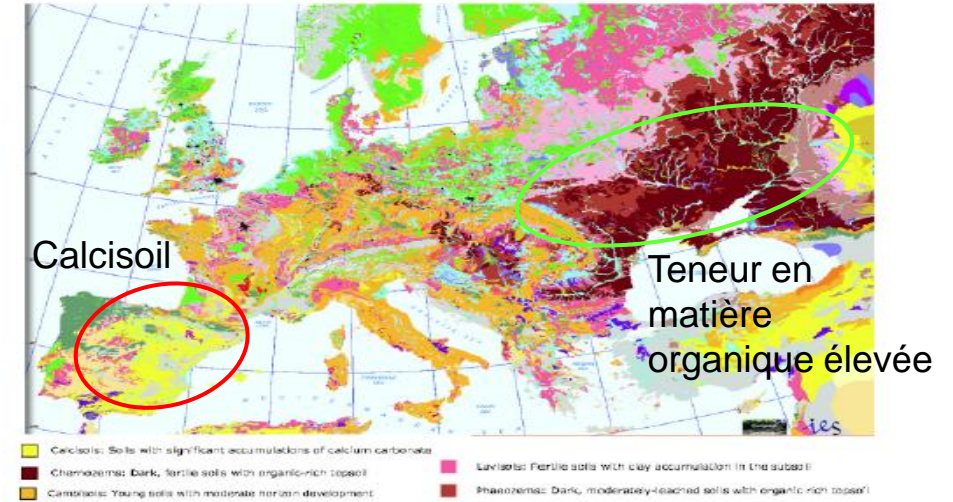 Calcisoil
Teneur en
matière
organique élevée
ies
Calcisols: Soils with significant accumulations of calcium carbonate
Chernozems: Dark, fertile soils with organic-rich topsoil
Cambisols: Young soils with moderate horizon development
Luvisols: Fertile soils with clay accumulation in the subsoil
Phaeozems: Dark, moderately-leached soils with organic rich topsoil